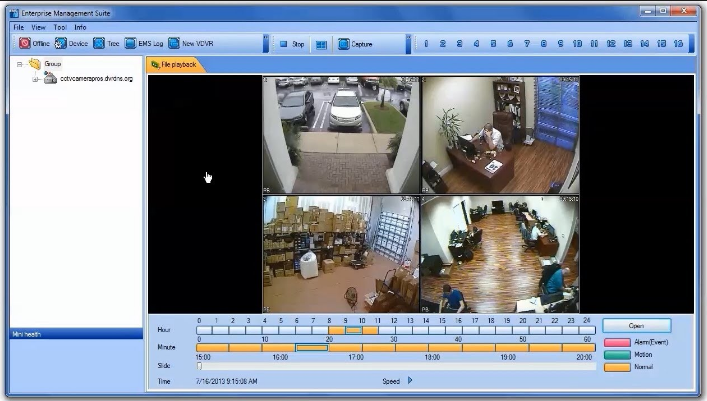 Enterprise Management Suite
File View Tool Info
Offline Device Tree EMS Log New VDVR Stop Capture 1 2 3 4 5 6 7 8 9 10 11 12 13 14 15 16
Group
cctvcamerapros.dvrdns.org
File playback
Mini health
Hour 0 1 2 3 4 5 6 7 8 9 10 11 12 13 14 15 16 17 18 19 20 21 22 23 24
Open
Minute 0 10 20 30 40 50 60
Alarm(Event)
15:00 16:00 17:00 18:00 19:00 20:00
Motion
Slide
Normal
Time 7/16/2013 9:15:08 AM Speed